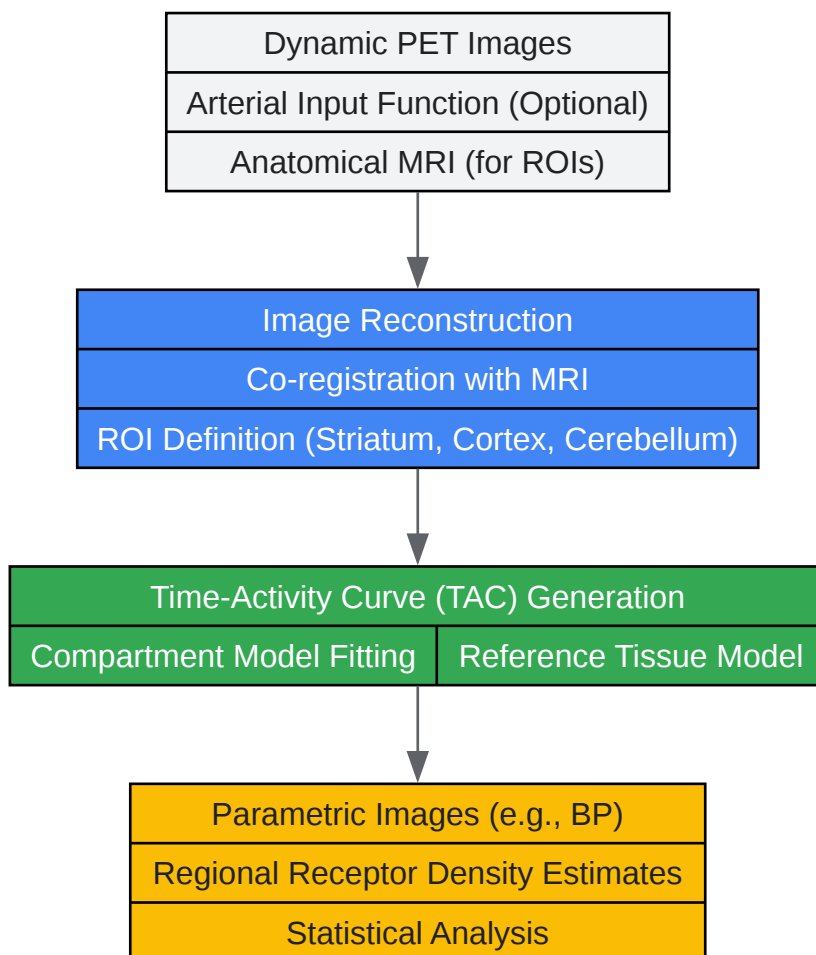 Dynamic PET Images
Arterial Input Function (Optional)
Anatomical MRI (for ROIs)
Image Reconstruction
Co-registration with MRI
ROI Definition (Striatum, Cortex, Cerebellum)
Time-Activity Curve (TAC) Generation
Compartment Model Fitting
Reference Tissue Model
Parametric Images (e.g., BP)
Regional Receptor Density Estimates
Statistical Analysis